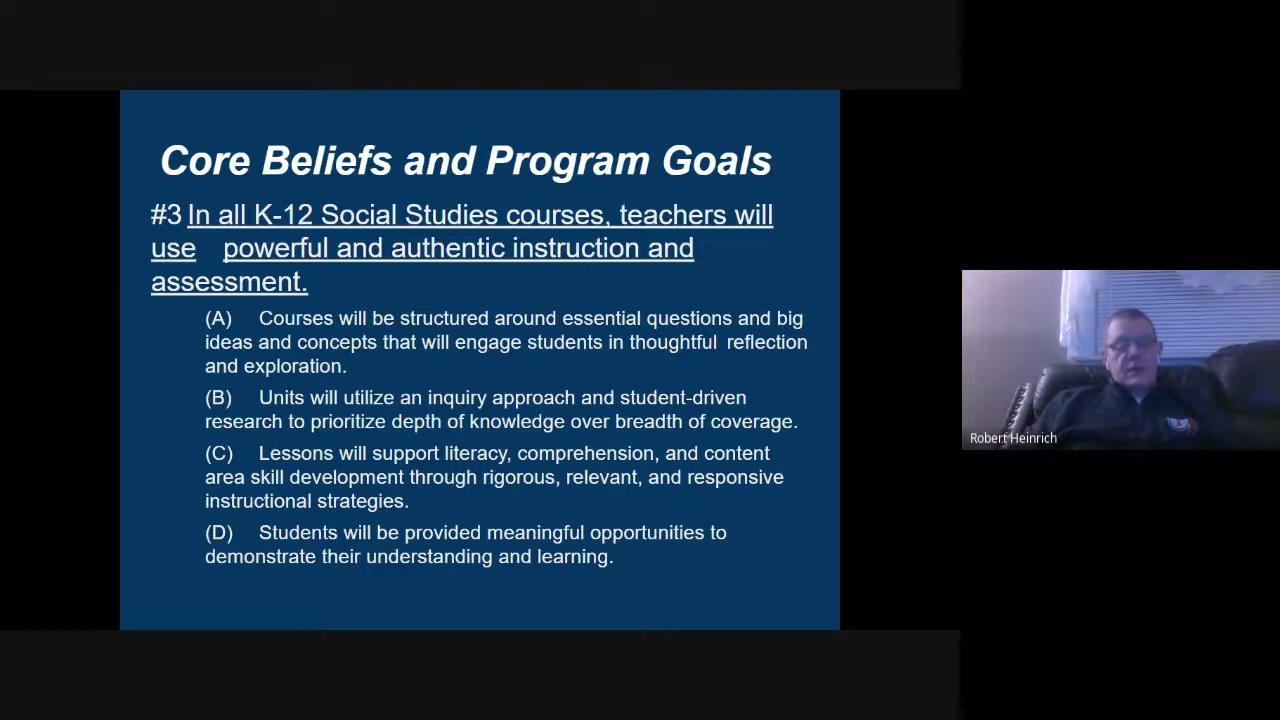 Core Beliefs and Program Goals
#3 In all K-12 Social Studies courses, teachers will
use powerful and authentic instruction and
assessment.
(A) Courses will be structured around essential questions and big
ideas and concepts that will engage students in thoughtful reflection
and exploration.
(B) Units will utilize an inquiry approach and student-driven
research to prioritize depth of knowledge over breadth of coverage.
(C) Lessons will support literacy, comprehension, and content
area skill development through rigorous, relevant, and responsive
instructional strategies.
(D) Students will be provided meaningful opportunities to
demonstrate their understanding and learning.
Robert Heinrich